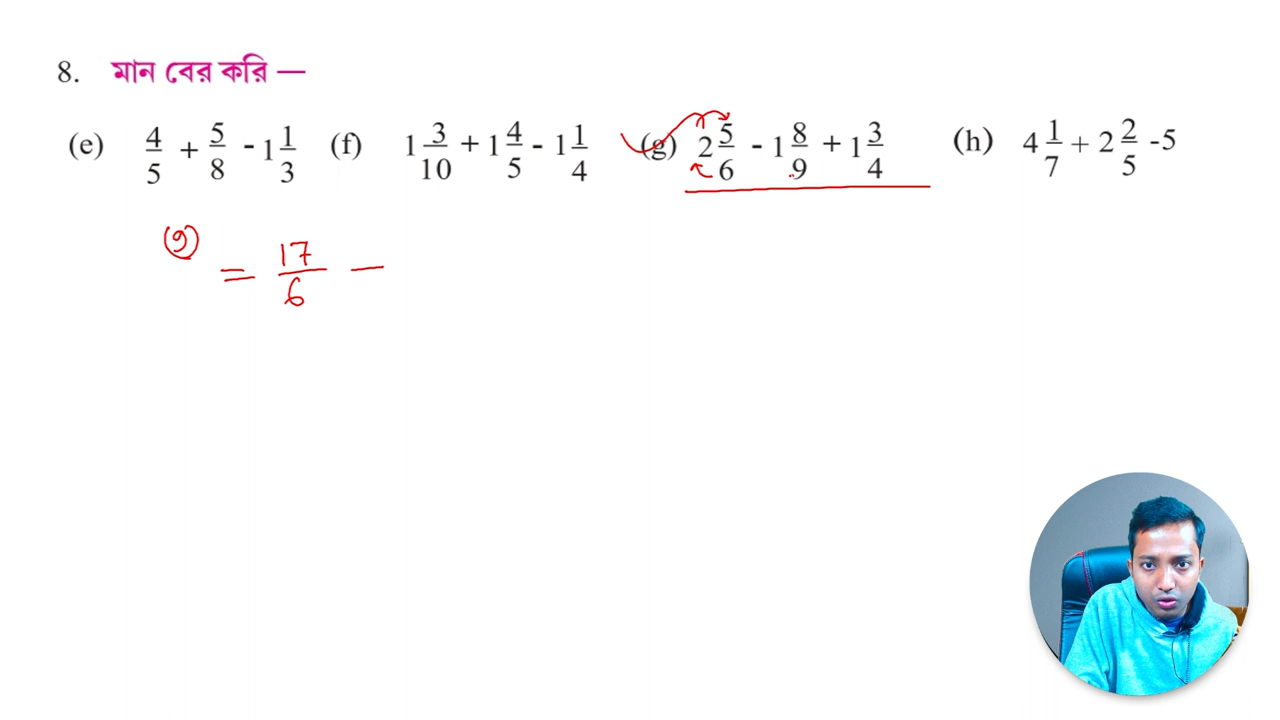 8. মান বের করি —
(e) 4/5 + 5/8 - 1 1/3 (f) 1 3/10 + 1 4/5 - 1 1/4 (g) 2 5/6 - 1 8/9 + 1 3/4 (h) 4 1/7 + 2 2/5 -5
(g)
= 17/6 —